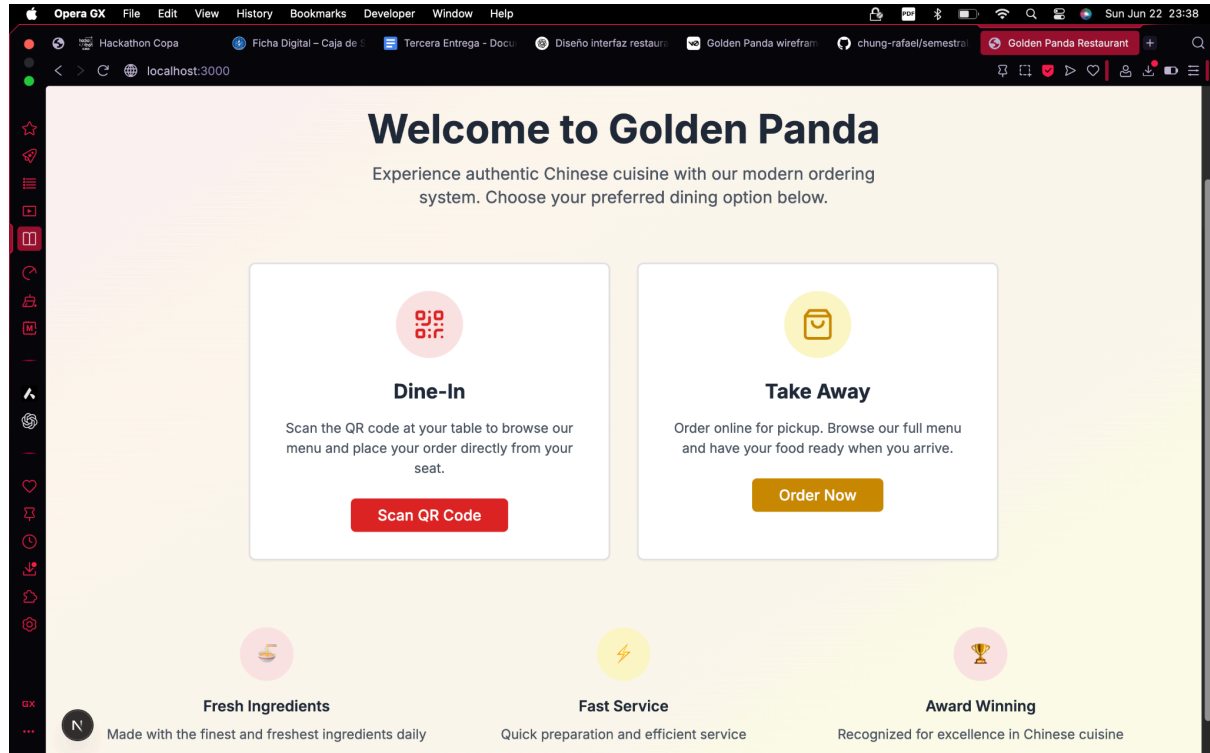 Opera GX File Edit View History Bookmarks Developer Window Help PDF Sun Jun 22 23:38
Hackathon Copa Ficha Digital – Caja de S Tercera Entrega - Docu Diseño interfaz restaura Golden Panda wirefram chung-rafael/semestral Golden Panda Restaurant
localhost:3000
Welcome to Golden Panda
Experience authentic Chinese cuisine with our modern ordering
system. Choose your preferred dining option below.
Dine-In
Scan the QR code at your table to browse our
menu and place your order directly from your
seat.
Scan QR Code
Take Away
Order online for pickup. Browse our full menu
and have your food ready when you arrive.
Order Now
Fresh Ingredients
Made with the finest and freshest ingredients daily
Fast Service
Quick preparation and efficient service
Award Winning
Recognized for excellence in Chinese cuisine
M
GX
N